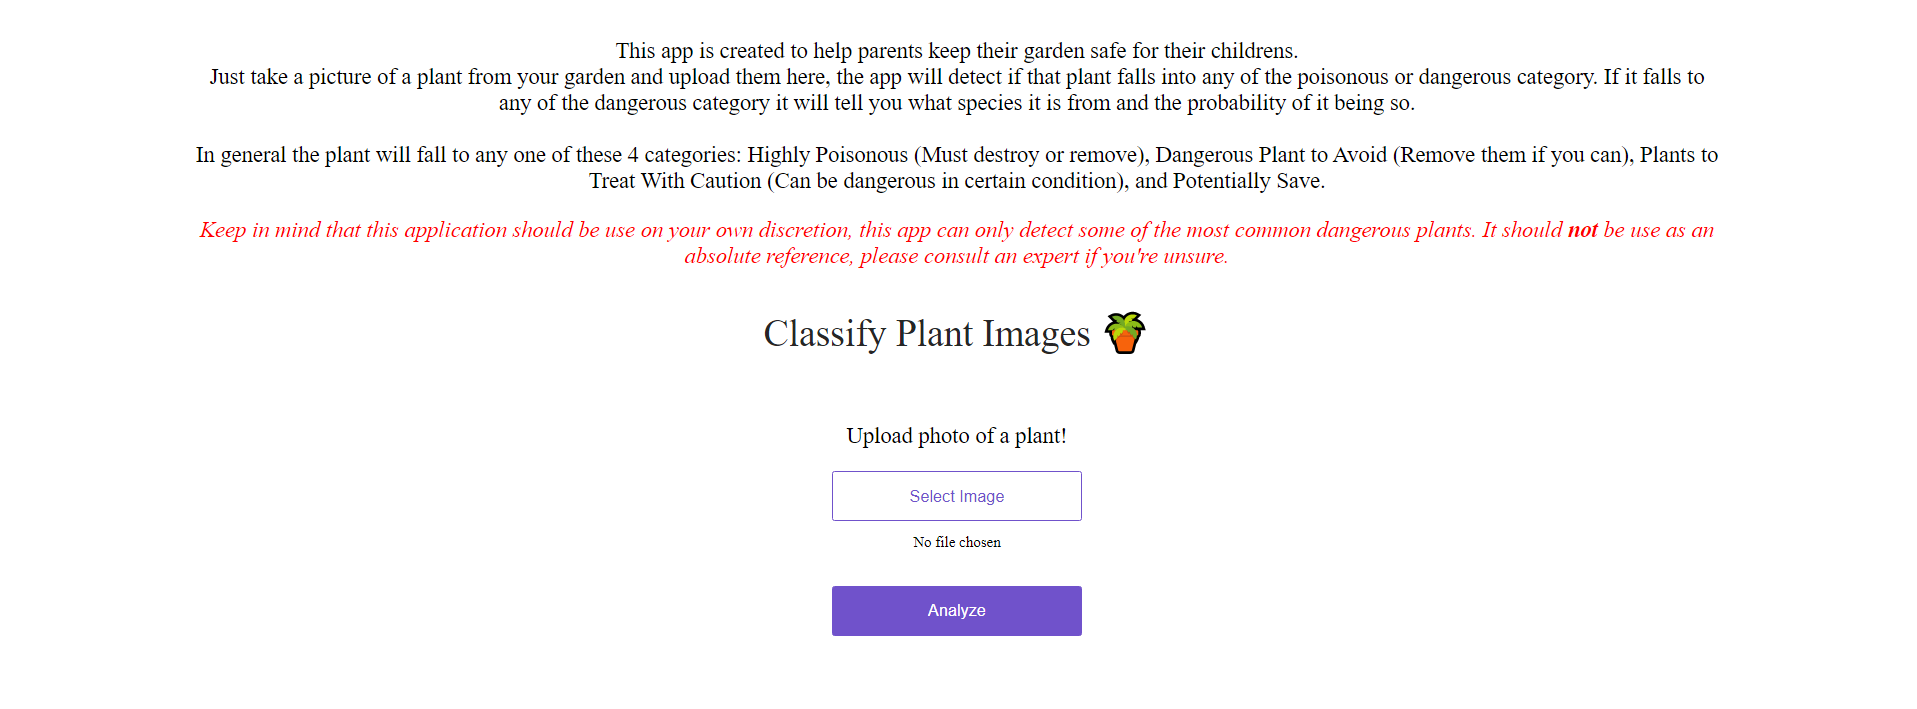 This app is created to help parents keep their garden safe for their childrens.
Just take a picture of a plant from your garden and upload them here, the app will detect if that plant falls into any of the poisonous or dangerous category. If it falls to
any of the dangerous category it will tell you what species it is from and the probability of it being so.
In general the plant will fall to any one of these 4 categories: Highly Poisonous (Must destroy or remove), Dangerous Plant to Avoid (Remove them if you can), Plants to
Treat With Caution (Can be dangerous in certain condition), and Potentially Save.
Keep in mind that this application should be use on your own discretion, this app can only detect some of the most common dangerous plants. It should not be use as an
absolute reference, please consult an expert if you're unsure.
Classify Plant Images
Upload photo of a plant!
Select Image
No file chosen
Analyze